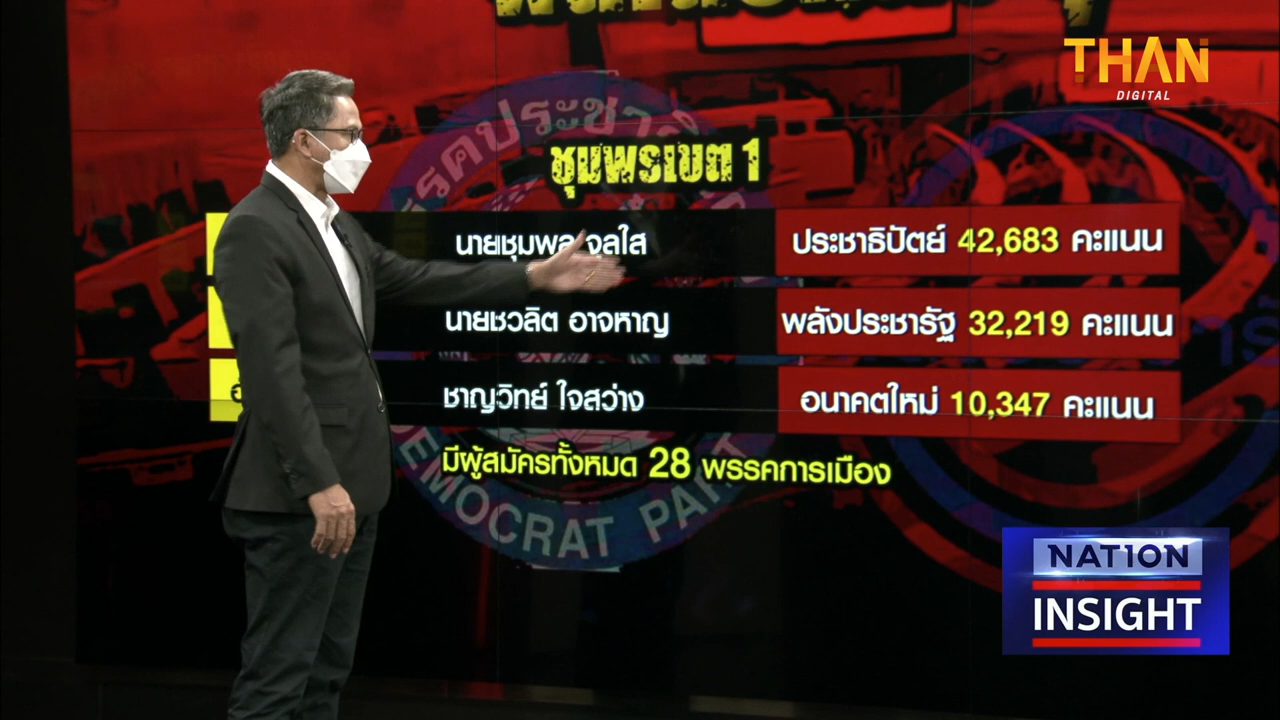 THAN
DIGITAL
ชุมพรเขต 1
นายชุมพล จุลใส ประชาธิปัตย์ 42,683 คะแนน
นายชวลิต อาจหาญ พลังประชารัฐ 32,219 คะแนน
ชาญวิทย์ ใจสว่าง อนาคตใหม่ 10,347 คะแนน
มีผู้สมัครทั้งหมด 28 พรรคการเมือง
NATION
INSIGHT